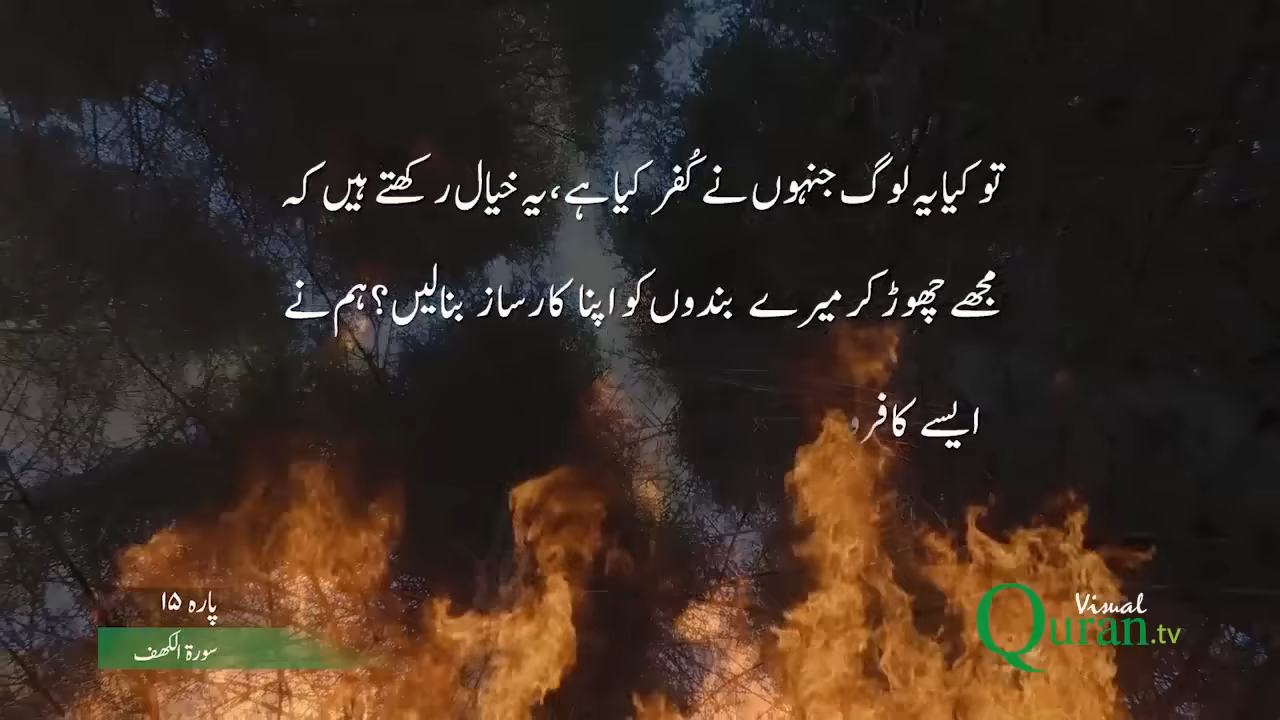 تو کیا یہ لوگ جنہوں نے کُفر کیا ہے، یہ خیال رکھتے ہیں کہ
مجھے چھوڑ کر میرے بندوں کو اپنا کارساز بنالیں؟ ہم نے
ایسے کافرو
پارہ ۱۵
سورۃ الکھف
Visual
Quran.tv